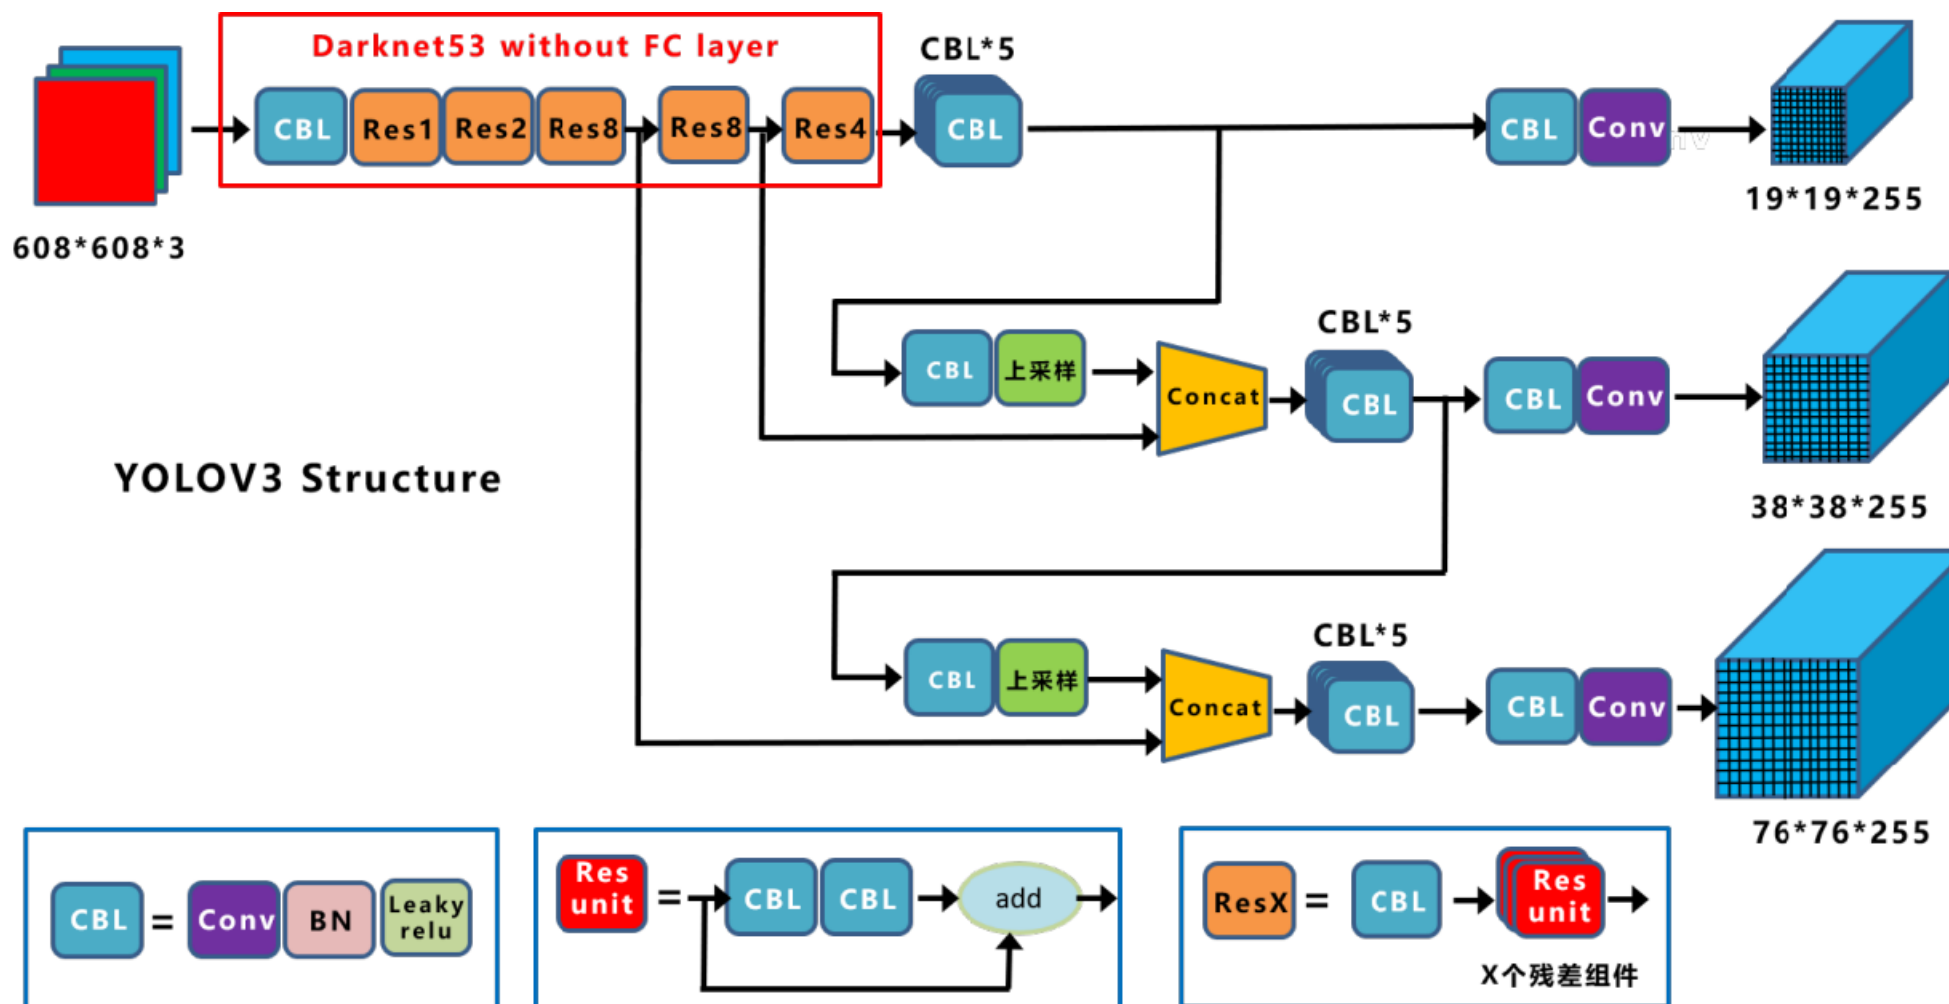 Darknet53 without FC layer
CBL*5
CBL Res1 Res2 Res8 Res8 Res4 CBL CBL Conv
19*19*255
608*608*3
CBL*5
CBL 上采样 Concat CBL CBL Conv
YOLOV3 Structure
38*38*255
CBL*5
CBL 上采样 Concat CBL CBL Conv
76*76*255
CBL = Conv BN Leaky relu
Res unit = CBL CBL add
ResX = CBL Res unit
X个残差组件